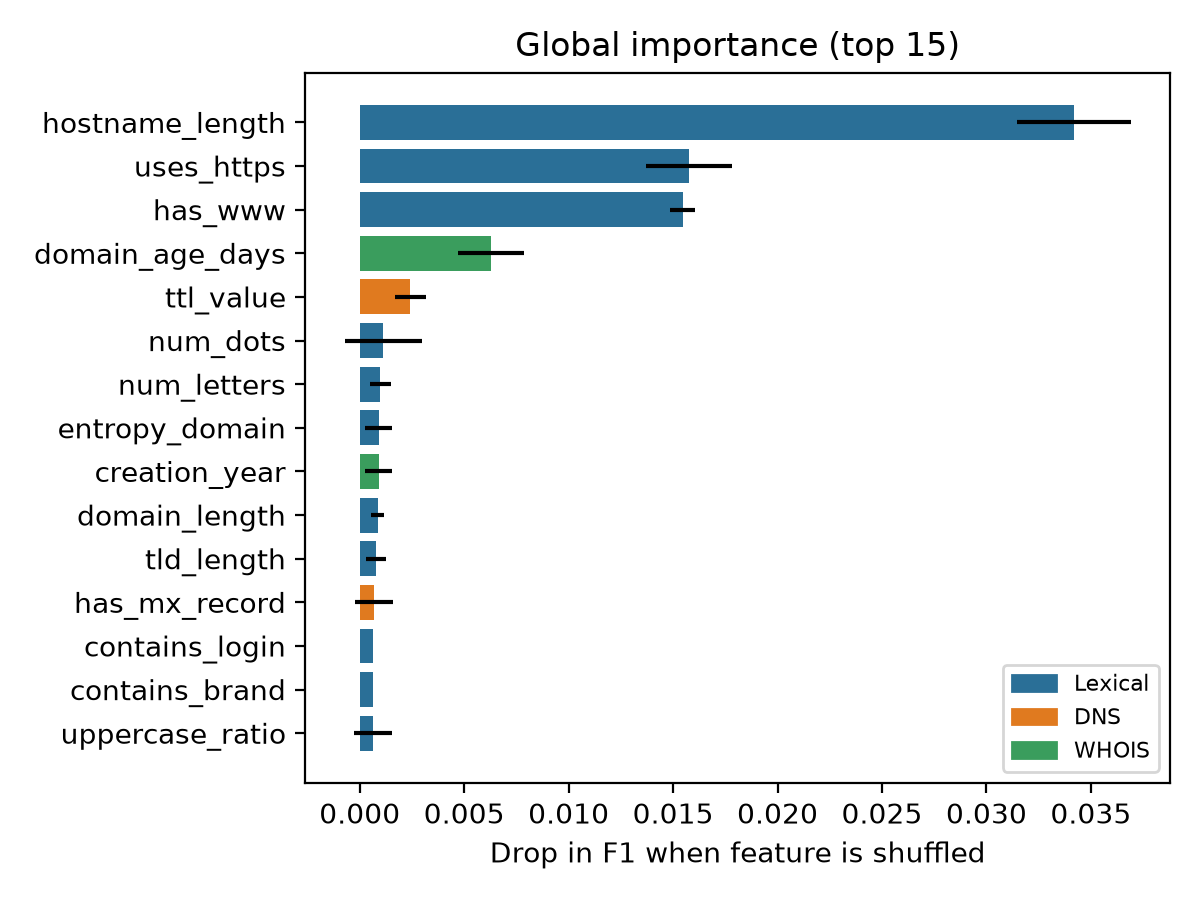 Global importance (top 15)
hostname_length
uses_https
has_www
domain_age_days
ttl_value
num_dots
num_letters
entropy_domain
creation_year
domain_length
tld_length
has_mx_record
contains_login
contains_brand
uppercase_ratio
Lexical
DNS
WHOIS
0.000 0.005 0.010 0.015 0.020 0.025 0.030 0.035
Drop in F1 when feature is shuffled